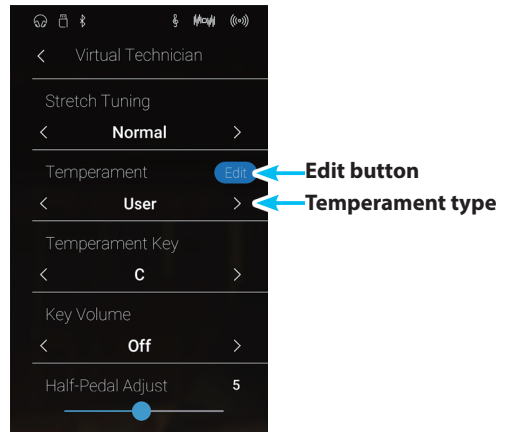 Virtual Technician
Stretch Tuning
Normal
Temperament Edit
Edit button
User
Temperament type
Temperament Key
C
Key Volume
Off
Half-Pedal Adjust 5